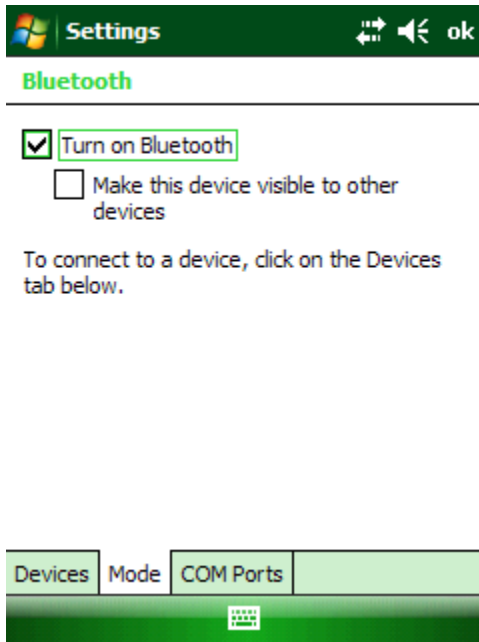 Settings ok
Bluetooth
Turn on Bluetooth
Make this device visible to other
devices
To connect to a device, click on the Devices
tab below.
Devices Mode COM Ports